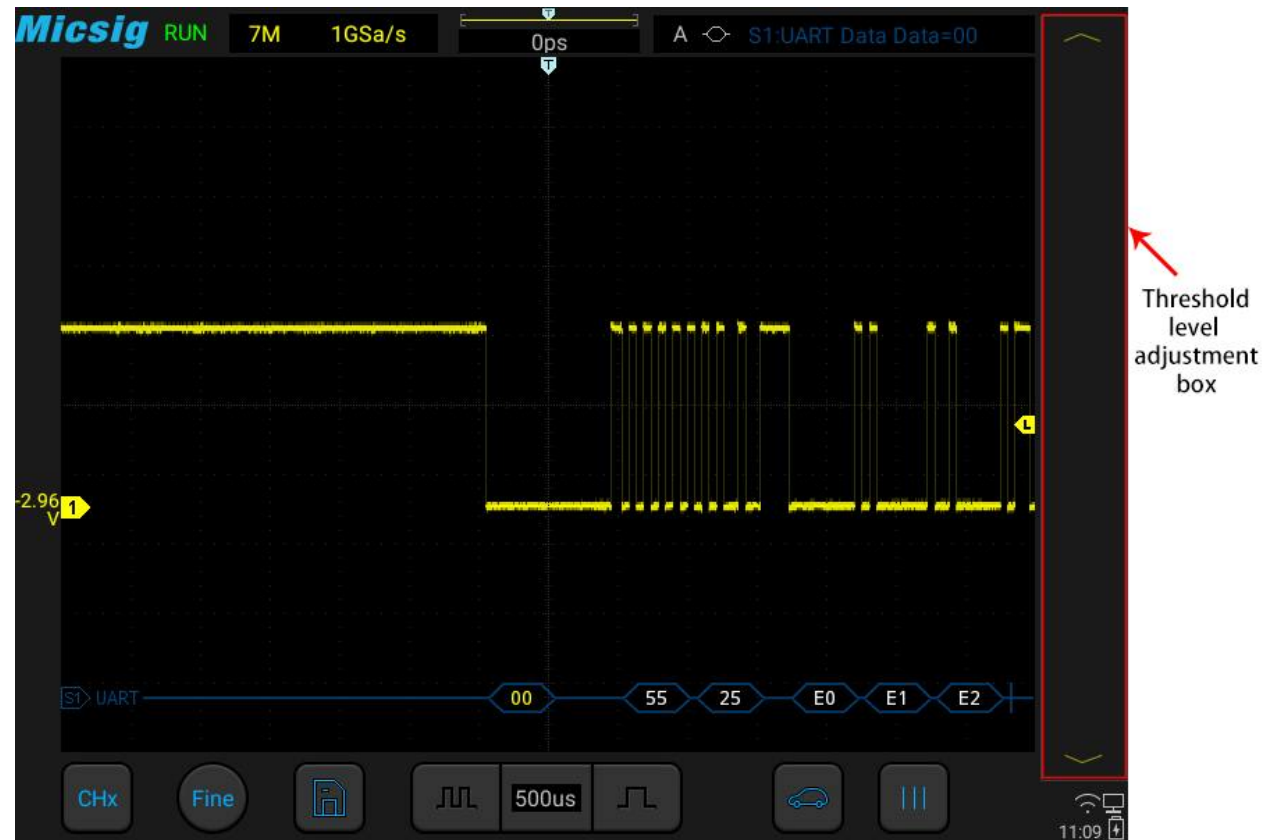 Micsig RUN 7M 1GSa/s 0ps A S1:UART Data Data=00
T
T
Threshold
level
adjustment
box
L
-2.96
V
1
S1 UART 00 55 25 E0 E1 E2
CHx Fine 500us
11:09